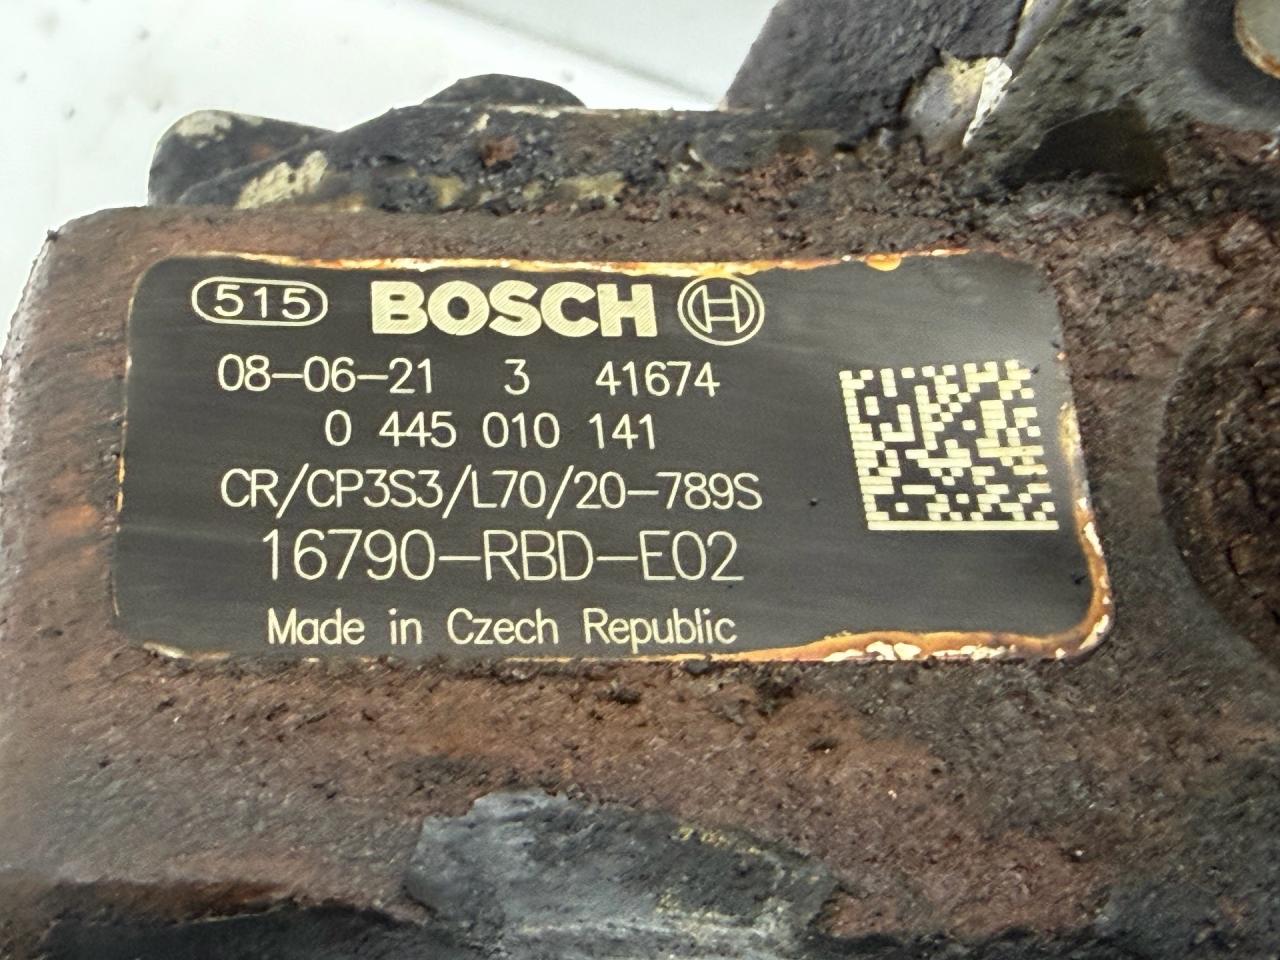 515 BOSCH
08-06-21 3 41674
0 445 010 141
CR/CP3S3/L70/20-789S
16790-RBD-E02
Made in Czech Republic